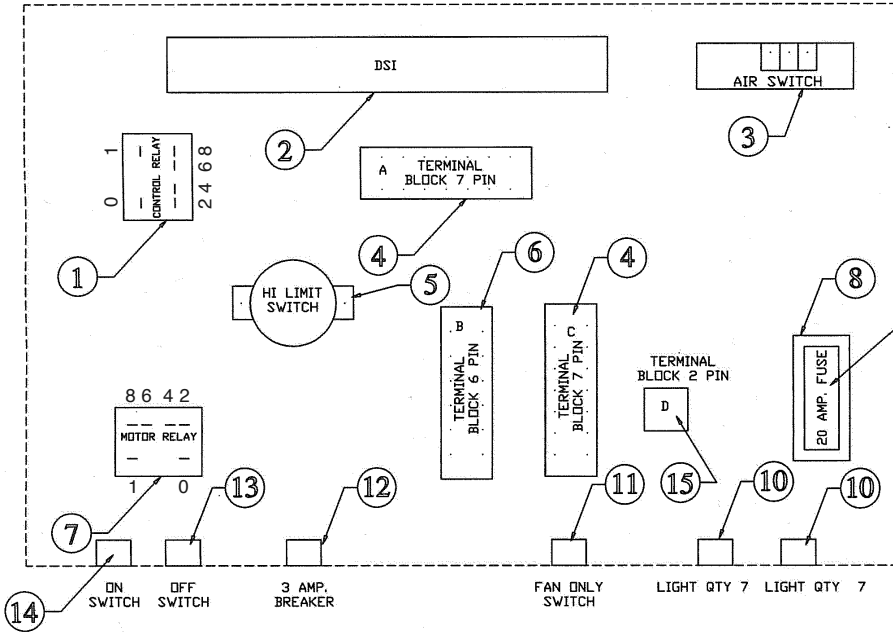 DSI
AIR SWITCH
2
3
1
0
CONTROL RELAY
8
6
4
2
A
TERMINAL
BLOCK 7 PIN
1
4
6
4
5
8
HI LIMIT
SWITCH
B
TERMINAL
BLOCK 6 PIN
C
TERMINAL
BLOCK 7 PIN
TERMINAL
BLOCK 2 PIN
D
20 AMP. FUSE
8 6 4 2
MOTOR RELAY
1 0
7
13
12
11
15
10
10
14
ON
SWITCH
OFF
SWITCH
3 AMP.
BREAKER
FAN ONLY
SWITCH
LIGHT QTY 7
LIGHT QTY 7